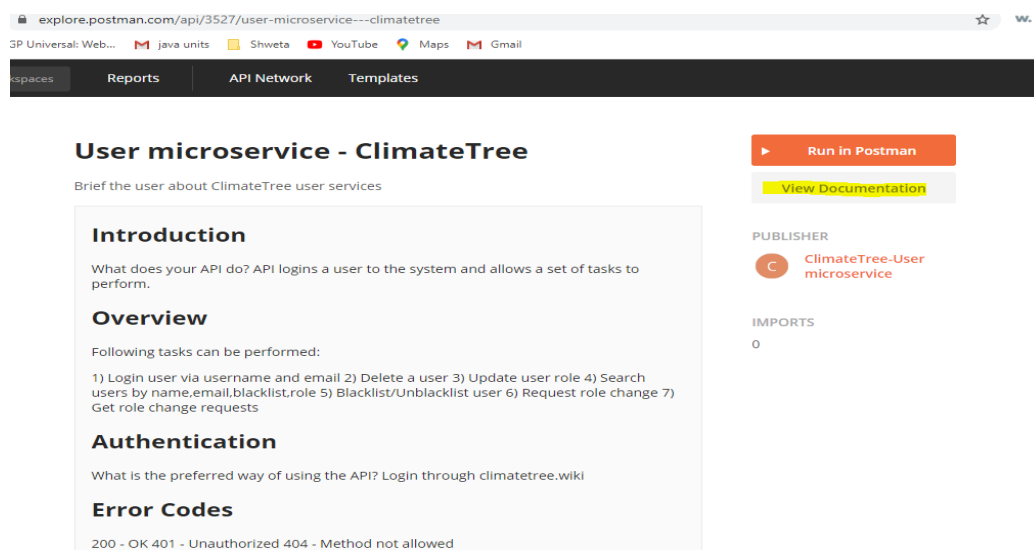 explore.postman.com/api/3527/user-microservice---climatetree
GP Universal: Web... java units Shweta YouTube Maps Gmail
kspaces Reports API Network Templates
User microservice - ClimateTree
Brief the user about ClimateTree user services
Run in Postman
View Documentation
Introduction
What does your API do? API logins a user to the system and allows a set of tasks to
perform.
PUBLISHER
C
ClimateTree-User
microservice
Overview
Following tasks can be performed:
1) Login user via username and email 2) Delete a user 3) Update user role 4) Search
users by name,email,blacklist,role 5) Blacklist/Unblacklist user 6) Request role change 7)
Get role change requests
IMPORTS
0
Authentication
What is the preferred way of using the API? Login through climatetree.wiki
Error Codes
200 - OK 401 - Unauthorized 404 - Method not allowed